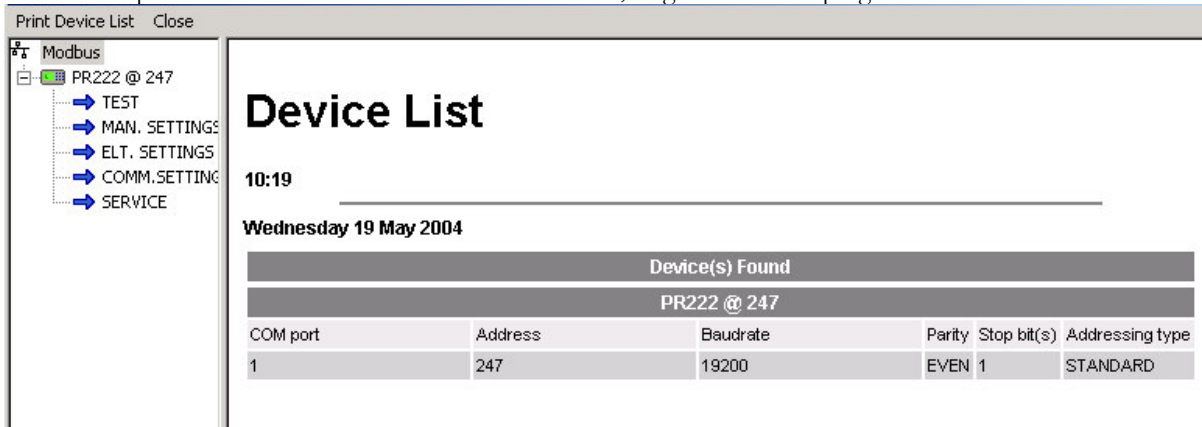 Print Device List Close
Modbus
PR222 @ 247
TEST
MAN. SETTINGS
ELT. SETTINGS
COMM.SETTING
SERVICE
Device List
10:19
Wednesday 19 May 2004
Device(s) Found
PR222 @ 247
COM port Address Baudrate Parity Stop bit(s) Addressing type
1 247 19200 EVEN 1 STANDARD